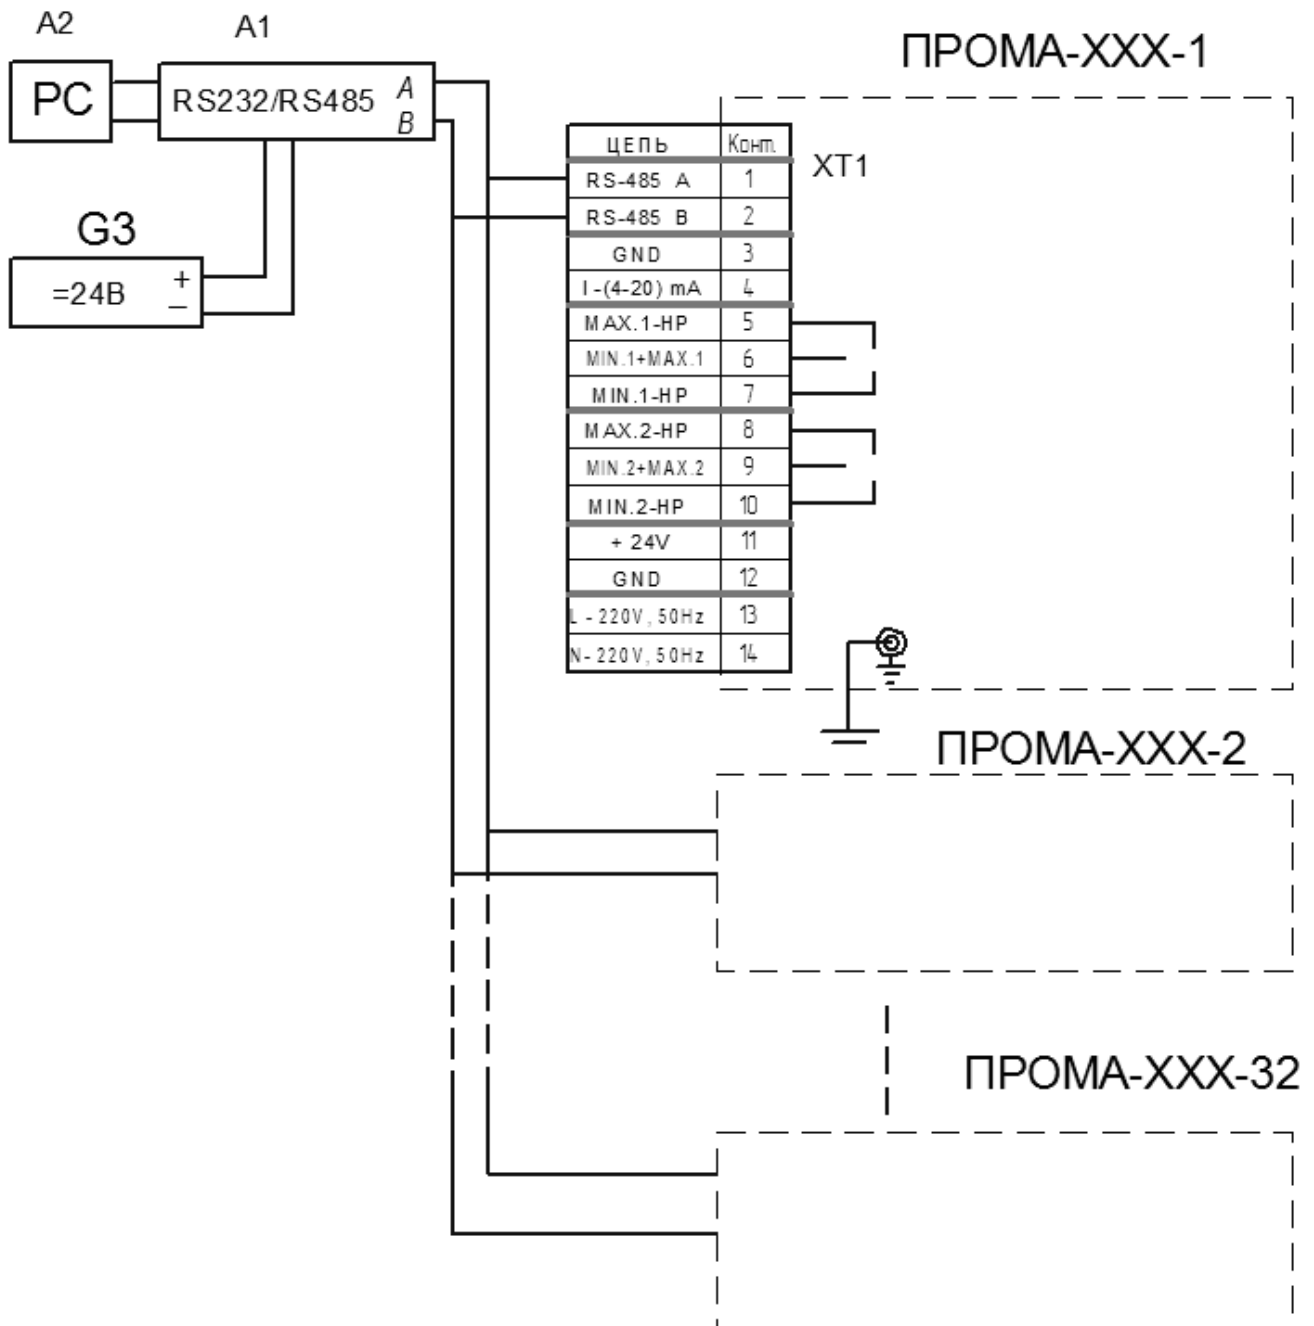 A2
A1
ПРОМА-XXX-1
PC
RS232/RS485
A
B
ЦЕПЬ Конт.
XT1
RS-485 A 1
RS-485 B 2
G3
GND 3
=24В
+
–
I-(4-20) mA 4
MAX.1-HP 5
MIN.1+MAX.1 6
MIN.1-HP 7
MAX.2-HP 8
MIN.2+MAX.2 9
MIN.2-HP 10
+ 24V 11
GND 12
L - 220V, 50Hz 13
N- 220V, 50Hz 14
ПРОМА-XXX-2
ПРОМА-XXX-32